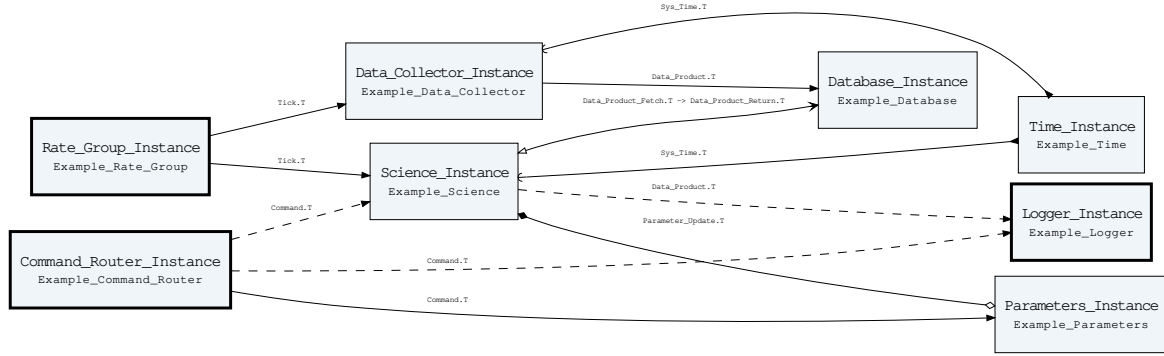 Sys_Time.T
Data_Collector_Instance
Example_Data_Collector
Data_Product.T
Database_Instance
Example_Database
Data_Product_Fetch.T -> Data_Product_Return.T
Tick.T
Time_Instance
Example_Time
Rate_Group_Instance
Example_Rate_Group
Tick.T
Sys_Time.T
Science_Instance
Example_Science
Data_Product.T
Command.T
Parameter_Update.T
Logger_Instance
Example_Logger
Command_Router_Instance
Example_Command_Router
Command.T
Command.T
Parameters_Instance
Example_Parameters